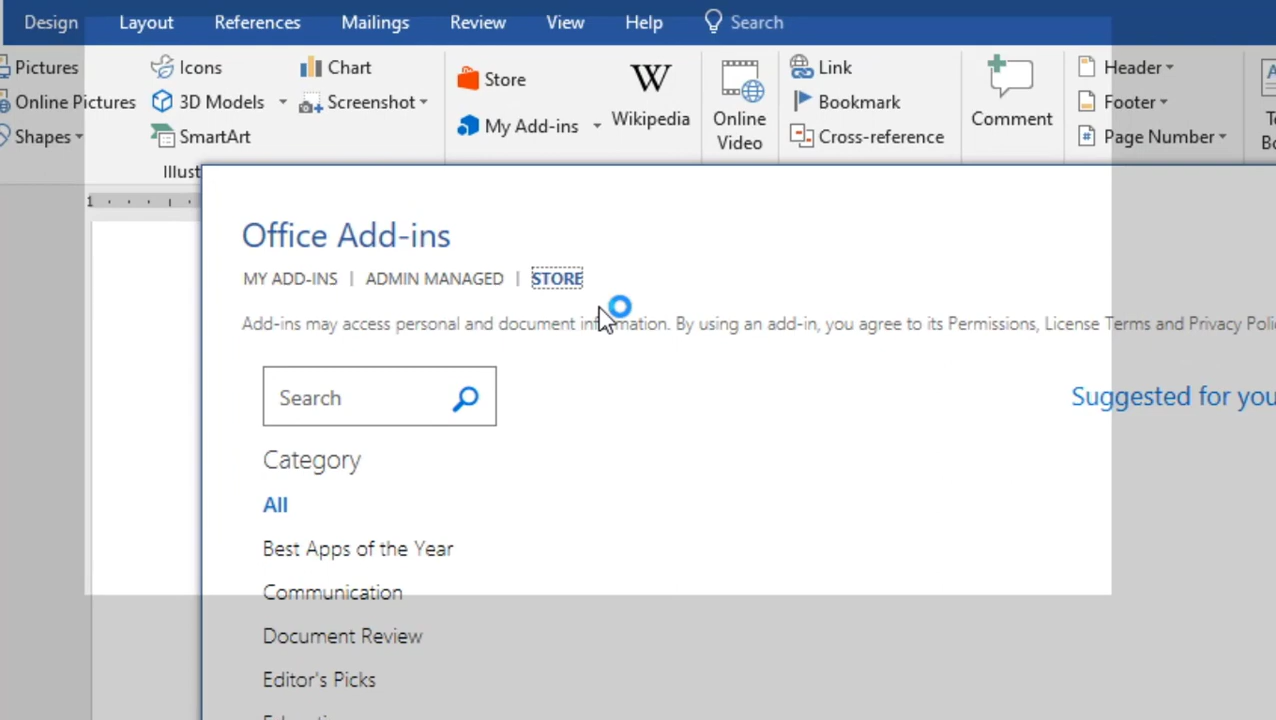 Design Layout References Mailings Review View Help Search
Pictures Icons Chart Store W Link Header
Online Pictures 3D Models Screenshot My Add-ins Wikipedia Online Bookmark Comment Footer
Shapes SmartArt Video Cross-reference # Page Number
Illus
1
Office Add-ins
MY ADD-INS | ADMIN MANAGED | STORE
Add-ins may access personal and document information. By using an add-in, you agree to its Permissions, License Terms and Privacy Polic
Search
Suggested for you
Category
All
Best Apps of the Year
Communication
Document Review
Editor's Picks